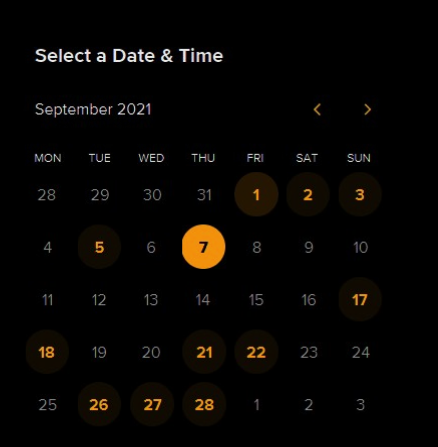 Select a Date & Time
September 2021
MON TUE WED THU FRI SAT SUN
28 29 30 31 1 2 3
4 5 6 7 8 9 10
11 12 13 14 15 16 17
18 19 20 21 22 23 24
25 26 27 28 1 2 3